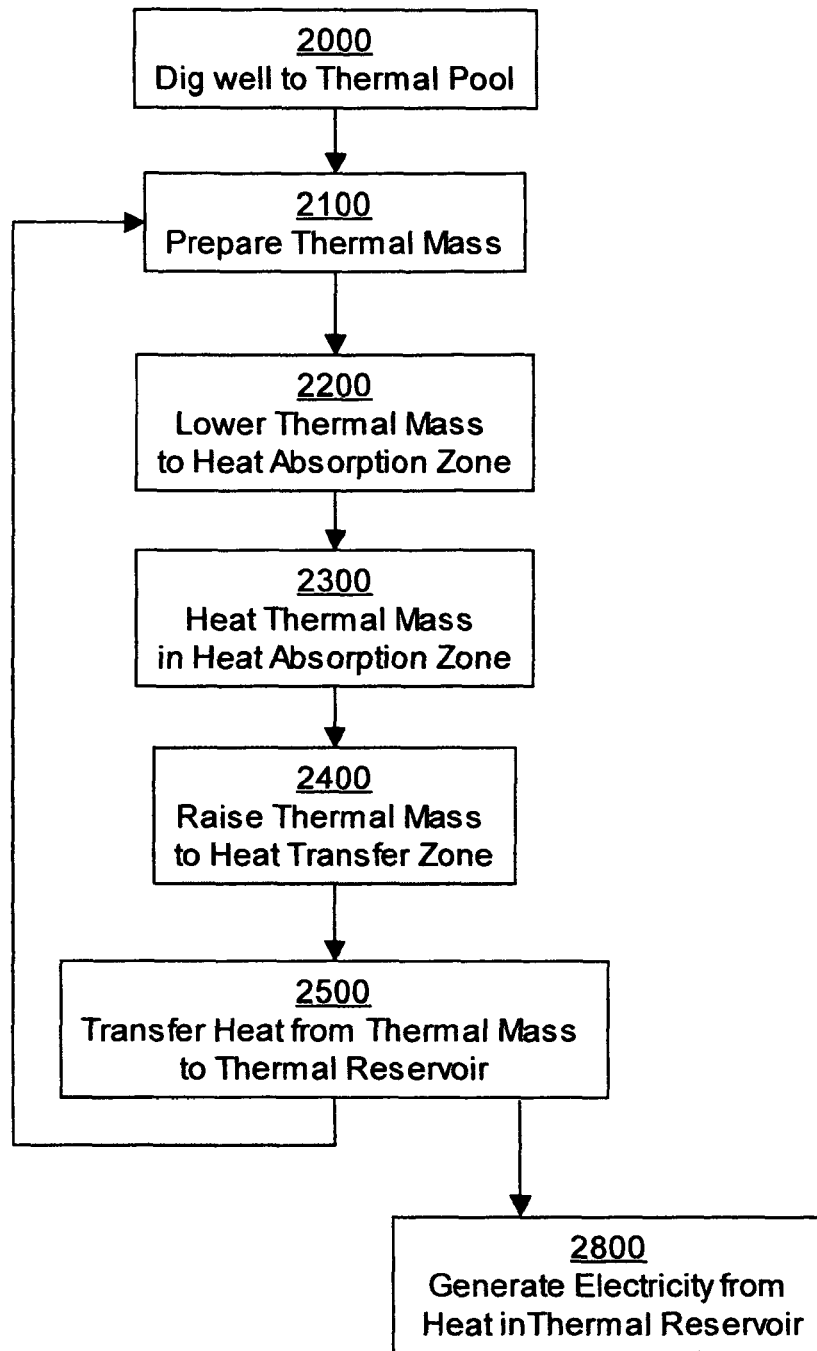 2000
Dig well to Thermal Pool
2100
Prepare Thermal Mass
2200
Lower Thermal Mass
to Heat Absorption Zone
2300
Heat Thermal Mass
in Heat Absorption Zone
2400
Raise Thermal Mass
to Heat Transfer Zone
2500
Transfer Heat from Thermal Mass
to Thermal Reservoir
2800
Generate Electricity from
Heat in Thermal Reservoir